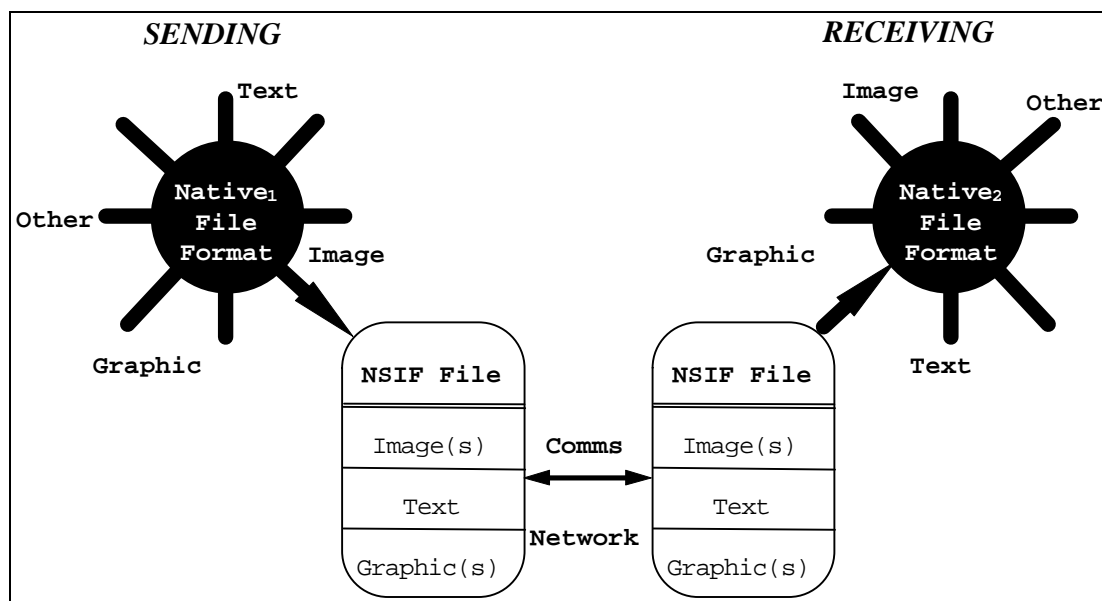 SENDING
RECEIVING
Text
Image
Other
Native₁
File
Format
Native₂
File
Format
Other
Image
Graphic
Graphic
Text
NSIF File
NSIF File
Image(s)
Comms
Image(s)
Text
Text
Network
Graphic(s)
Graphic(s)